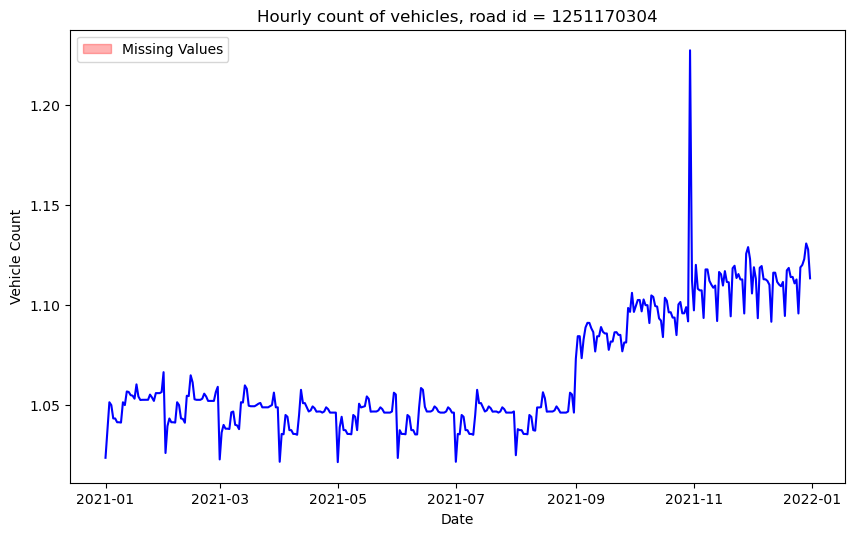 Hourly count of vehicles, road id = 1251170304
Missing Values
Vehicle Count
1.20
1.15
1.10
1.05
2021-01 2021-03 2021-05 2021-07 2021-09 2021-11 2022-01
Date